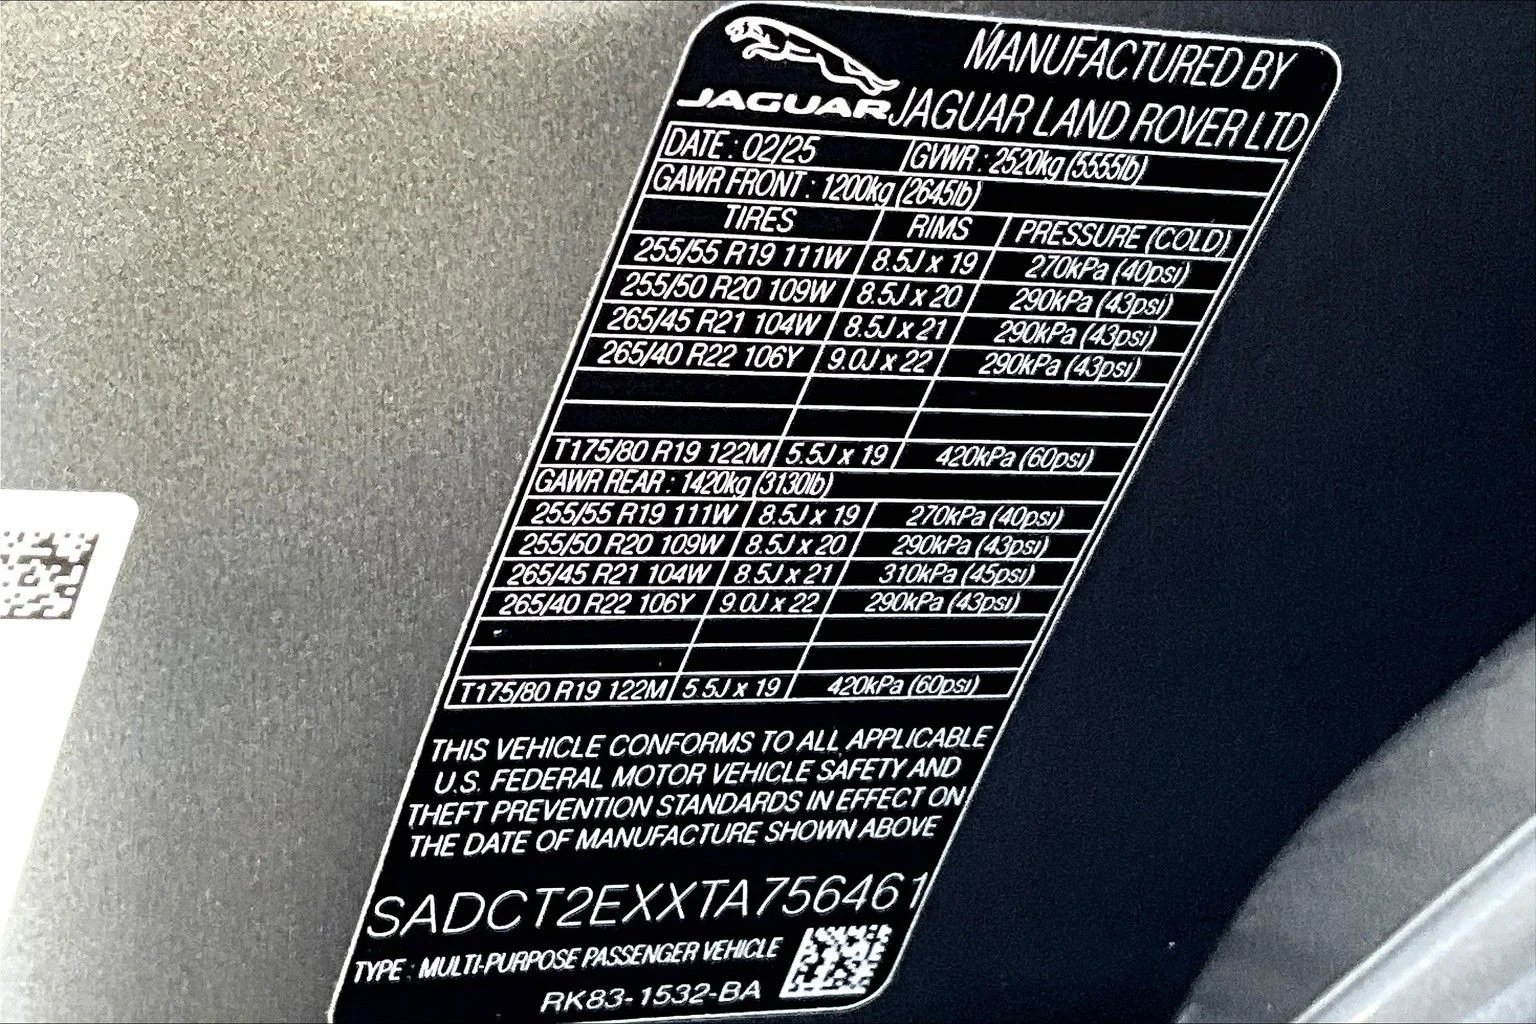 JAGUAR
MANUFACTURED BY
JAGUAR LAND ROVER LTD
DATE : 02/25 GVWR : 2520kg (5555lb)
GAWR FRONT : 1200kg (2645lb)
TIRES RIMS PRESSURE (COLD)
255/55 R19 111W 8.5J x 19 270kPa (40psi)
255/50 R20 109W 8.5J x 20 290kPa (43psi)
265/45 R21 104W 8.5J x 21 290kPa (43psi)
265/40 R22 106Y 9.0J x 22 290kPa (43psi)
T175/80 R19 122M 5.5J x 19 420kPa (60psi)
GAWR REAR : 1420kg (3130lb)
255/55 R19 111W 8.5J x 19 270kPa (40psi)
255/50 R20 109W 8.5J x 20 290kPa (43psi)
265/45 R21 104W 8.5J x 21 310kPa (45psi)
265/40 R22 106Y 9.0J x 22 290kPa (43psi)
T175/80 R19 122M 5.5J x 19 420kPa (60psi)
THIS VEHICLE CONFORMS TO ALL APPLICABLE
U.S. FEDERAL MOTOR VEHICLE SAFETY AND
THEFT PREVENTION STANDARDS IN EFFECT ON
THE DATE OF MANUFACTURE SHOWN ABOVE
SADCT2EXXTA756461
TYPE : MULTI-PURPOSE PASSENGER VEHICLE
RK83-1532-BA